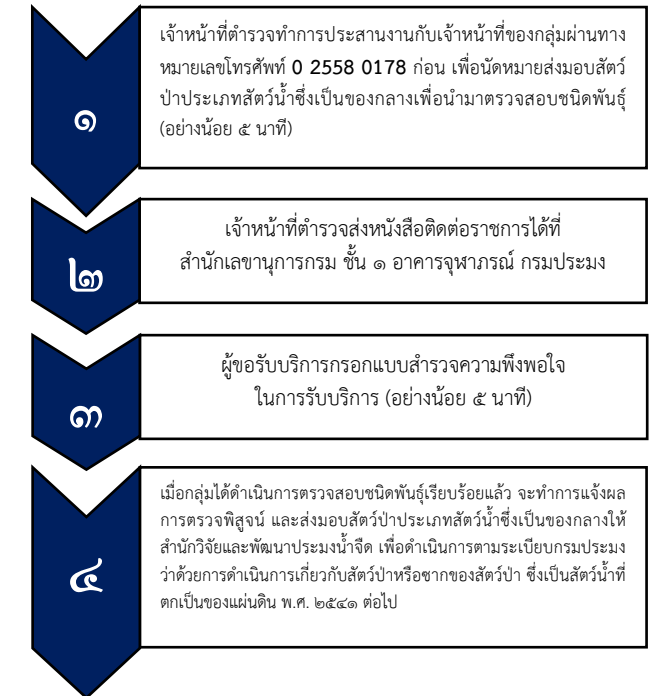 ๑
เจ้าหน้าที่ตำรวจทำการประสานงานกับเจ้าหน้าที่ของกลุ่มผ่านทาง
หมายเลขโทรศัพท์ 0 2558 0178 ก่อน เพื่อนัดหมายส่งมอบสัตว์
ป่าประเภทสัตว์น้ำซึ่งเป็นของกลางเพื่อนำมาตรวจสอบชนิดพันธุ์
(อย่างน้อย ๕ นาที)
๒
เจ้าหน้าที่ตำรวจส่งหนังสือติดต่อราชการได้ที่
สำนักเลขานุการกรม ชั้น ๑ อาคารจุฬาภรณ์ กรมประมง
๓
ผู้ขอรับบริการกรอกแบบสำรวจความพึงพอใจ
ในการรับบริการ (อย่างน้อย ๕ นาที)
๔
เมื่อกลุ่มได้ดำเนินการตรวจสอบชนิดพันธุ์เรียบร้อยแล้ว จะทำการแจ้งผล
การตรวจพิสูจน์ และส่งมอบสัตว์ป่าประเภทสัตว์น้ำซึ่งเป็นของกลางให้
สำนักวิจัยและพัฒนาประมงน้ำจืด เพื่อดำเนินการตามระเบียบกรมประมง
ว่าด้วยการดำเนินการเกี่ยวกับสัตว์ป่าหรือซากของสัตว์ป่า ซึ่งเป็นสัตว์น้ำที่
ตกเป็นของแผ่นดิน พ.ศ. ๒๕๔๑ ต่อไป